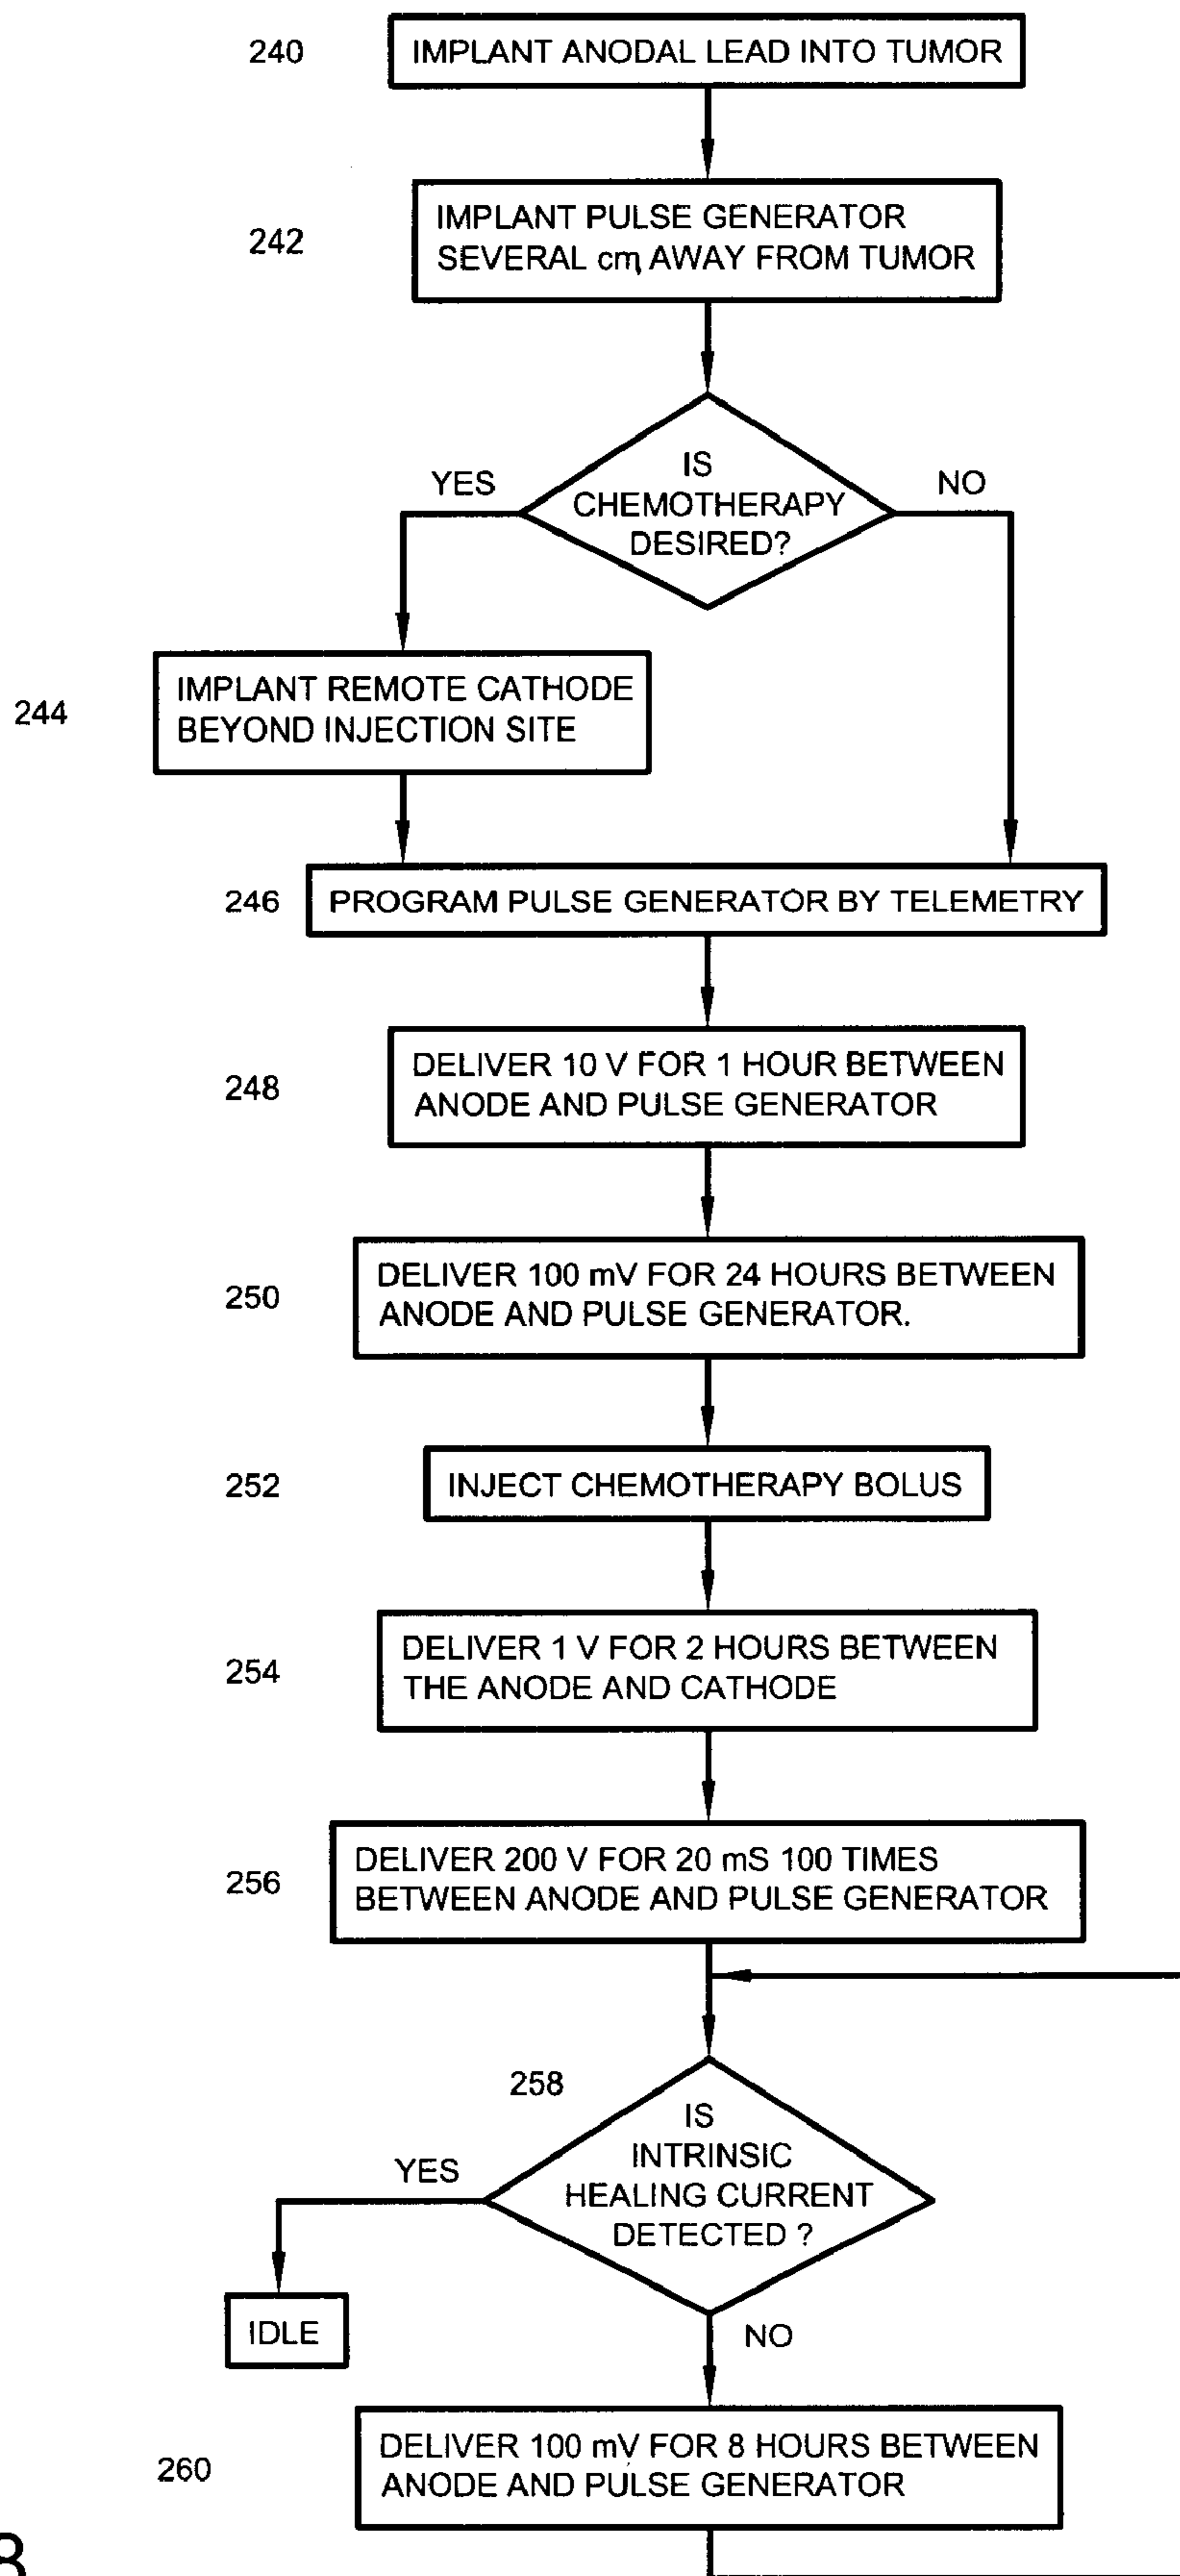 240
IMPLANT ANODAL LEAD INTO TUMOR
242
IMPLANT PULSE GENERATOR
SEVERAL cm AWAY FROM TUMOR
YES
IS
CHEMOTHERAPY
DESIRED?
NO
244
IMPLANT REMOTE CATHODE
BEYOND INJECTION SITE
246
PROGRAM PULSE GENERATOR BY TELEMETRY
248
DELIVER 10 V FOR 1 HOUR BETWEEN
ANODE AND PULSE GENERATOR
250
DELIVER 100 mV FOR 24 HOURS BETWEEN
ANODE AND PULSE GENERATOR.
252
INJECT CHEMOTHERAPY BOLUS
254
DELIVER 1 V FOR 2 HOURS BETWEEN
THE ANODE AND CATHODE
256
DELIVER 200 V FOR 20 mS 100 TIMES
BETWEEN ANODE AND PULSE GENERATOR
258
YES
IS
INTRINSIC
HEALING CURRENT
DETECTED ?
IDLE
NO
260
DELIVER 100 mV FOR 8 HOURS BETWEEN
ANODE AND PULSE GENERATOR